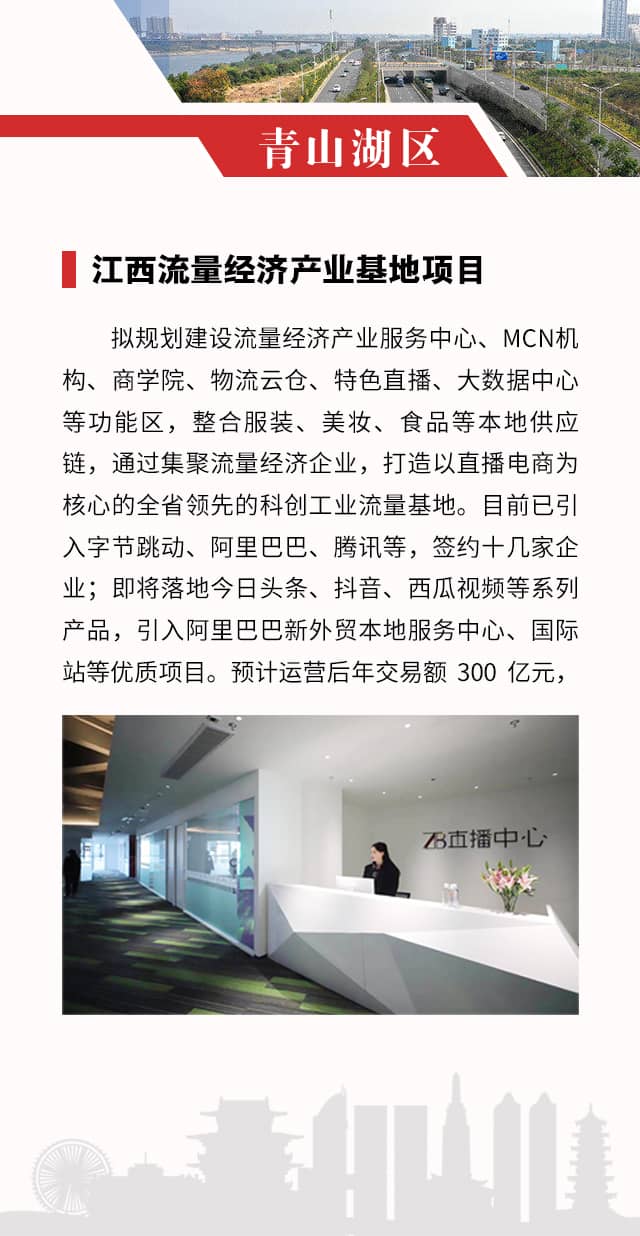 青山湖区
江西流量经济产业基地项目
拟规划建设流量经济产业服务中心、MCN机
构、商学院、物流云仓、特色直播、大数据中心
等功能区，整合服装、美妆、食品等本地供应
链，通过集聚流量经济企业，打造以直播电商为
核心的全省领先的科创工业流量基地。目前已引
入字节跳动、阿里巴巴、腾讯等，签约十几家企
业；即将落地今日头条、抖音、西瓜视频等系列
产品，引入阿里巴巴新外贸本地服务中心、国际
站等优质项目。预计运营后年交易额 300 亿元，
ZB直播中心